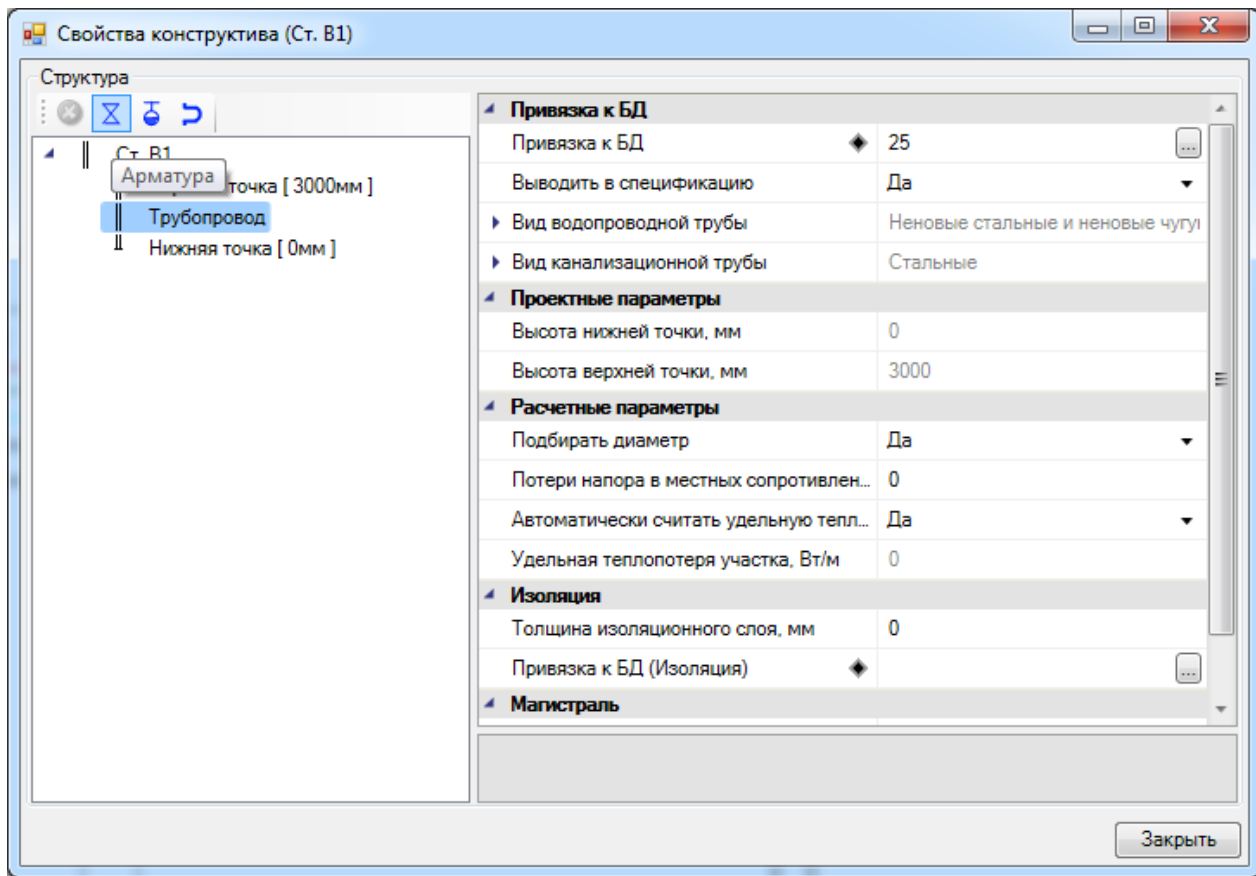 Свойства конструктива (Ст. В1)
Структура
Ст. В1
Арматура
точка [ 3000мм ]
Трубопровод
Нижняя точка [ 0мм ]
Привязка к БД
Привязка к БД 25 ...
Выводить в спецификацию Да
Вид водопроводной трубы Неновые стальные и неновые чугу
Вид канализационной трубы Стальные
Проектные параметры
Высота нижней точки, мм 0
Высота верхней точки, мм 3000
Расчетные параметры
Подбирать диаметр Да
Потери напора в местных сопротивлен... 0
Автоматически считать удельную тепл... Да
Удельная теплопотеря участка, Вт/м 0
Изоляция
Толщина изоляционного слоя, мм 0
Привязка к БД (Изоляция) ...
Магистраль
Закрыть